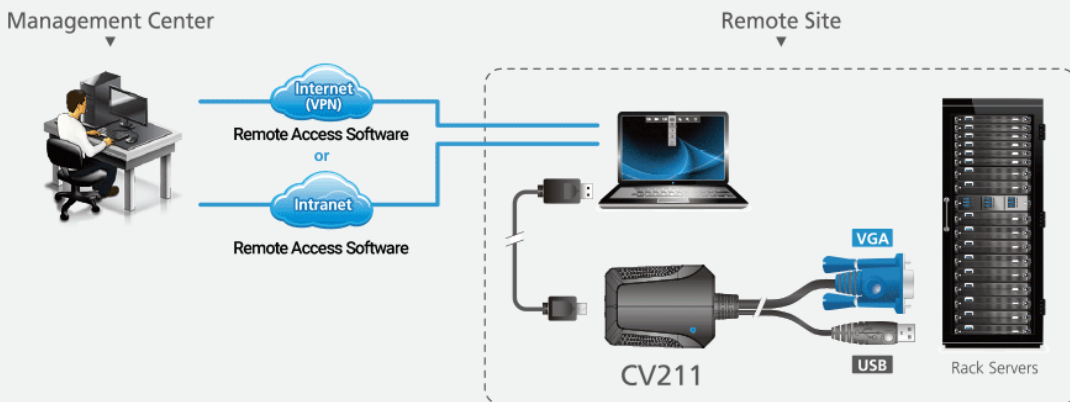 Management Center
Remote Site
Internet
(VPN)
Remote Access Software
or
Intranet
Remote Access Software
VGA
USB
CV211
Rack Servers